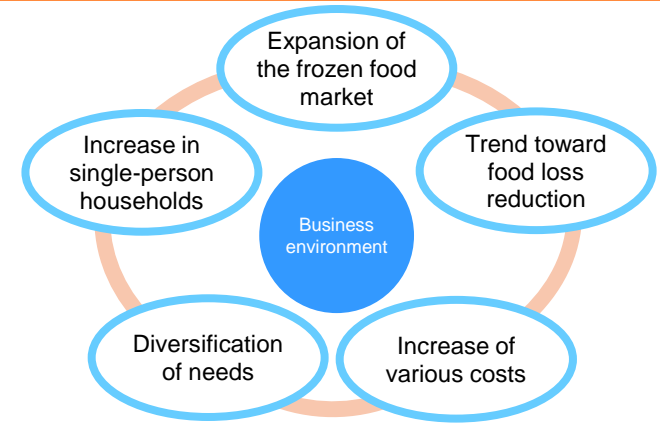 Expansion of
the frozen food
market
Increase in
single-person
households
Trend toward
food loss
reduction
Business
environment
Diversification
of needs
Increase of
various costs